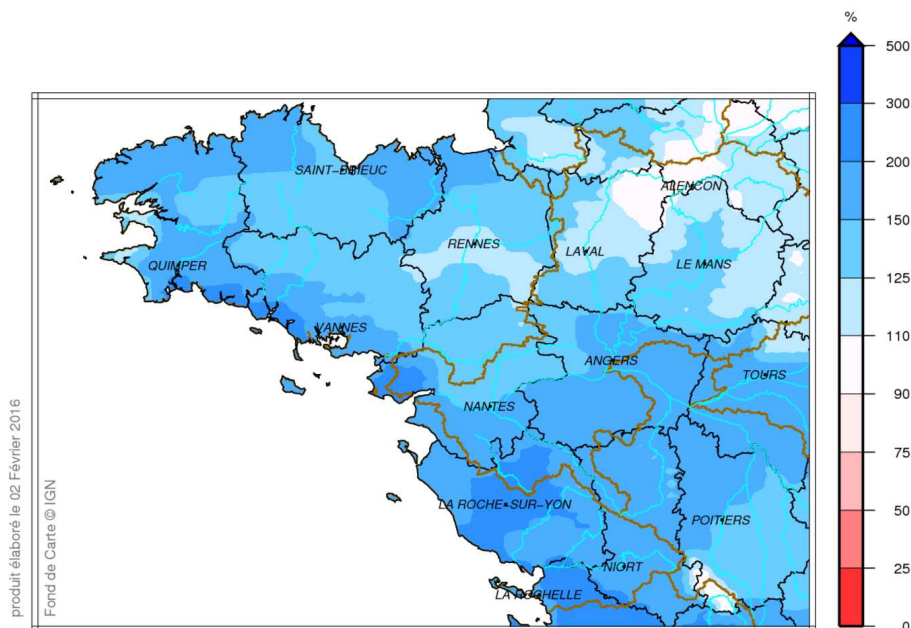 %
500
300
200
150
125
110
90
75
50
25
0
SAINT-BRIEUC
ALENCON
RENNES
LAVAL
LE MANS
QUIMPER
VANNES
ANGERS
TOURS
NANTES
LA ROCHE-SUR-YON
POITIERS
NIORT
LA ROCHELLE
produit élaboré le 02 Février 2016
Fond de Carte © IGN